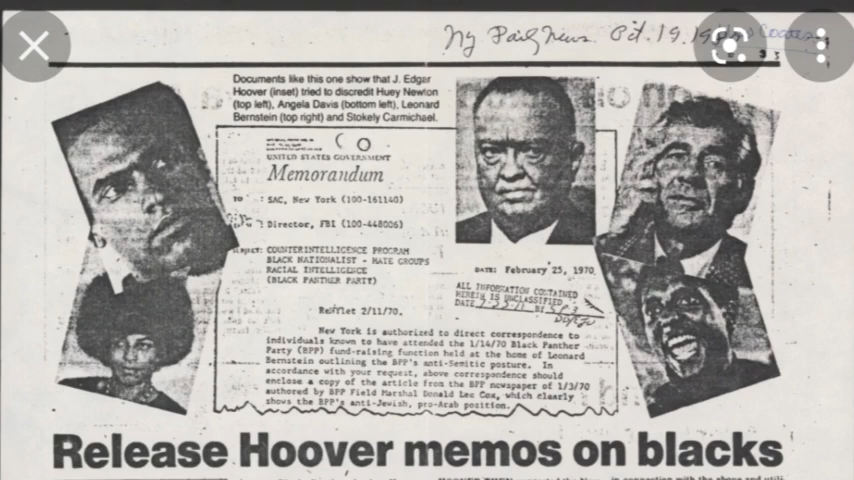 Ny Daily News Oct. 19. 19
Documents like this one show that J. Edgar
Hoover (inset) tried to discredit Huey Newton
(top left), Angela Davis (bottom left), Leonard
Bernstein (top right) and Stokely Carmichael.
UNITED STATES GOVERNMENT
Memorandum
TO : SAC, New York (100-161140)
: Director, FBI (100-448006)
SUBJECT: COUNTERINTELLIGENCE PROGRAM
BLACK NATIONALIST - HATE GROUPS
RACIAL INTELLIGENCE
(BLACK PANTHER PARTY)
DATE: February 25, 1970
ALL INFORMATION CONTAINED
HEREIN IS UNCLASSIFIED
DATE BY
ReNYlet 2/11/70.
New York is authorized to direct correspondence to
individuals known to have attended the 1/14/70 Black Panther
Party (BPP) fund-raising function held at the home of Leonard
Bernstein outlining the BPP's anti-Semitic posture. In
accordance with your request, above correspondence should
enclose a copy of the article from the BPP newspaper of 1/3/70
authored by BPP Field Marshal Donald Lee Cox, which clearly
shows the BPP's anti-Jewish, pro-Arab position.
Release Hoover memos on blacks